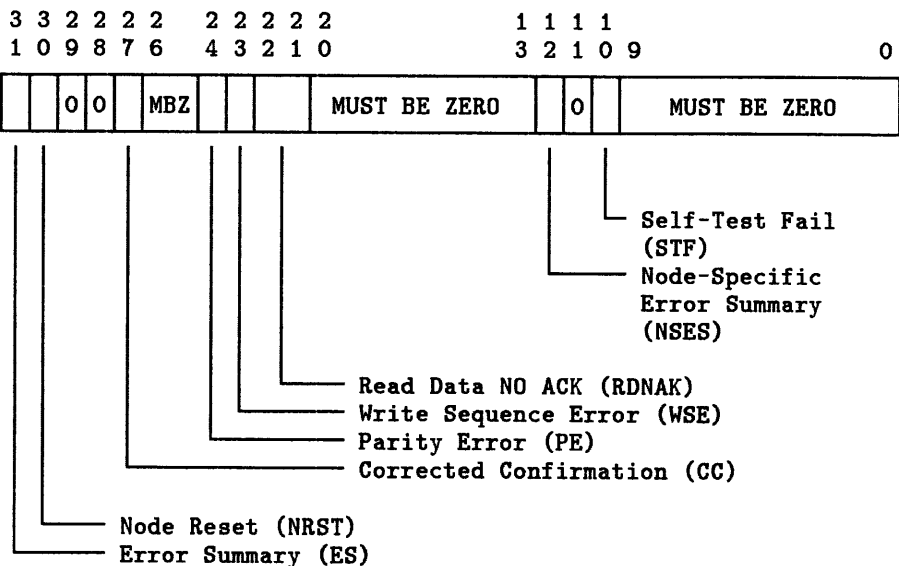 3 3 2 2 2 2 2 2 2 2 2 1 1 1 1
1 0 9 8 7 6 4 3 2 1 0 3 2 1 0 9 0
0 0 MBZ MUST BE ZERO 0 MUST BE ZERO
Self-Test Fail
(STF)
Node-Specific
Error Summary
(NSES)
Read Data NO ACK (RDNAK)
Write Sequence Error (WSE)
Parity Error (PE)
Corrected Confirmation (CC)
Node Reset (NRST)
Error Summary (ES)